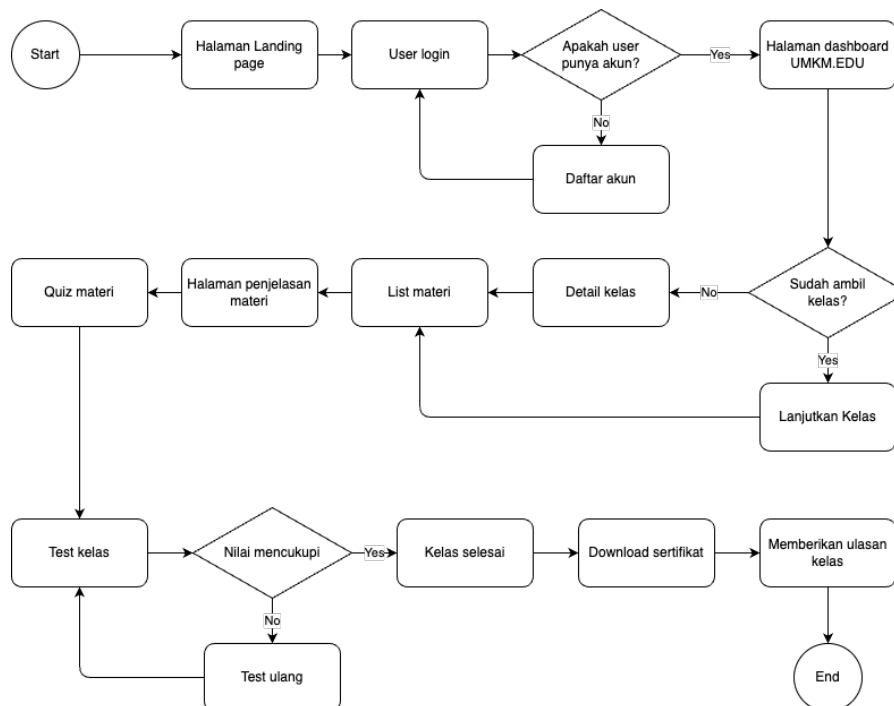 Start
Halaman Landing
page
User login
Apakah user
punya akun?
Yes
Halaman dashboard
UMKM.EDU
No
Daftar akun
Quiz materi
Halaman penjelasan
materi
List materi
Detail kelas
No
Sudah ambil
kelas?
Yes
Lanjutkan Kelas
Test kelas
Nilai mencukupi
Yes
Kelas selesai
Download sertifikat
Memberikan ulasan
kelas
No
Test ulang
End